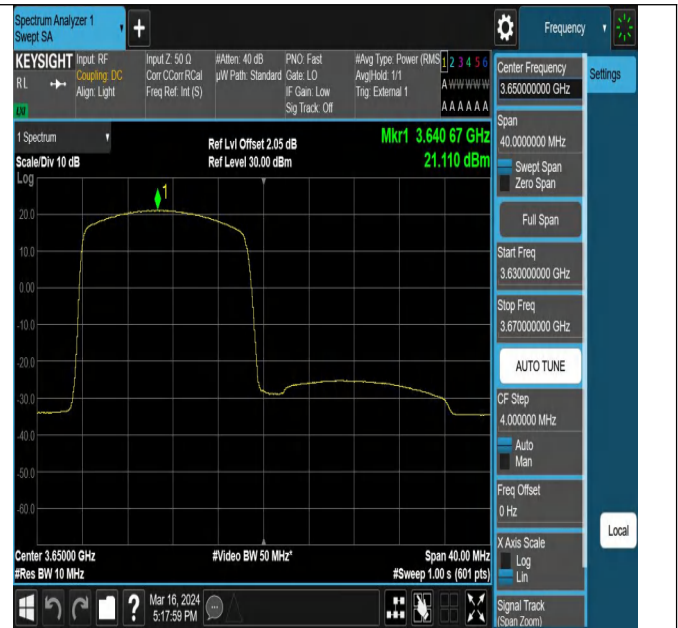 Spectrum Analyzer 1
Swept SA
Frequency
KEYSIGHT
RL
Input: RF
Coupling: DC
Align: Light
Input Z: 50 Ω
Corr CCorr RCal
Freq Ref: Int (S)
#Atten: 40 dB
µW Path: Standard
PNO: Fast
Gate: LO
IF Gain: Low
Sig Track: Off
#Avg Type: Power (RMS
Avg|Hold: 1/1
Trig: External 1
1 2 3 4 5 6
A W W W W W
A A A A A A
1 Spectrum
Scale/Div 10 dB
Log
Ref Lvl Offset 2.05 dB
Ref Level 30.00 dBm
Mkr1 3.640 67 GHz
21.110 dBm
1
20.0
10.0
0.00
-10.0
-20.0
-30.0
-40.0
-50.0
-60.0
Center 3.65000 GHz
#Res BW 10 MHz
#Video BW 50 MHz*
Span 40.00 MHz
#Sweep 1.00 s (601 pts)
Mar 16, 2024
5:17:59 PM
Center Frequency
3.650000000 GHz
Settings
Span
40.0000000 MHz
Swept Span
Zero Span
Full Span
Start Freq
3.630000000 GHz
Stop Freq
3.670000000 GHz
AUTO TUNE
CF Step
4.000000 MHz
Auto
Man
Freq Offset
0 Hz
X Axis Scale
Log
Lin
Local
Signal Track
(Span Zoom)